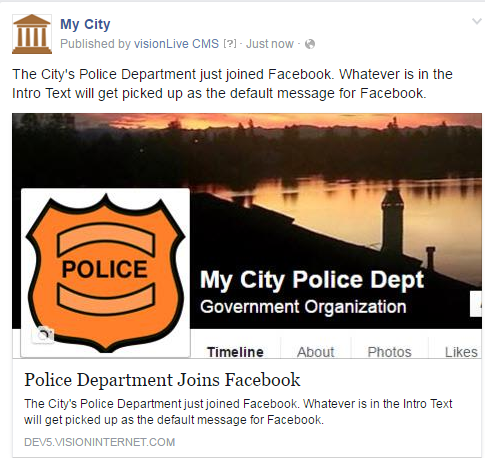 My City
Published by visionLive CMS [?] · Just now ·
The City's Police Department just joined Facebook. Whatever is in the
Intro Text will get picked up as the default message for Facebook.
POLICE
My City Police Dept
Government Organization
Timeline About Photos Likes
Police Department Joins Facebook
The City's Police Department just joined Facebook. Whatever is in the Intro Text
will get picked up as the default message for Facebook.
DEV5.VISIONINTERNET.COM